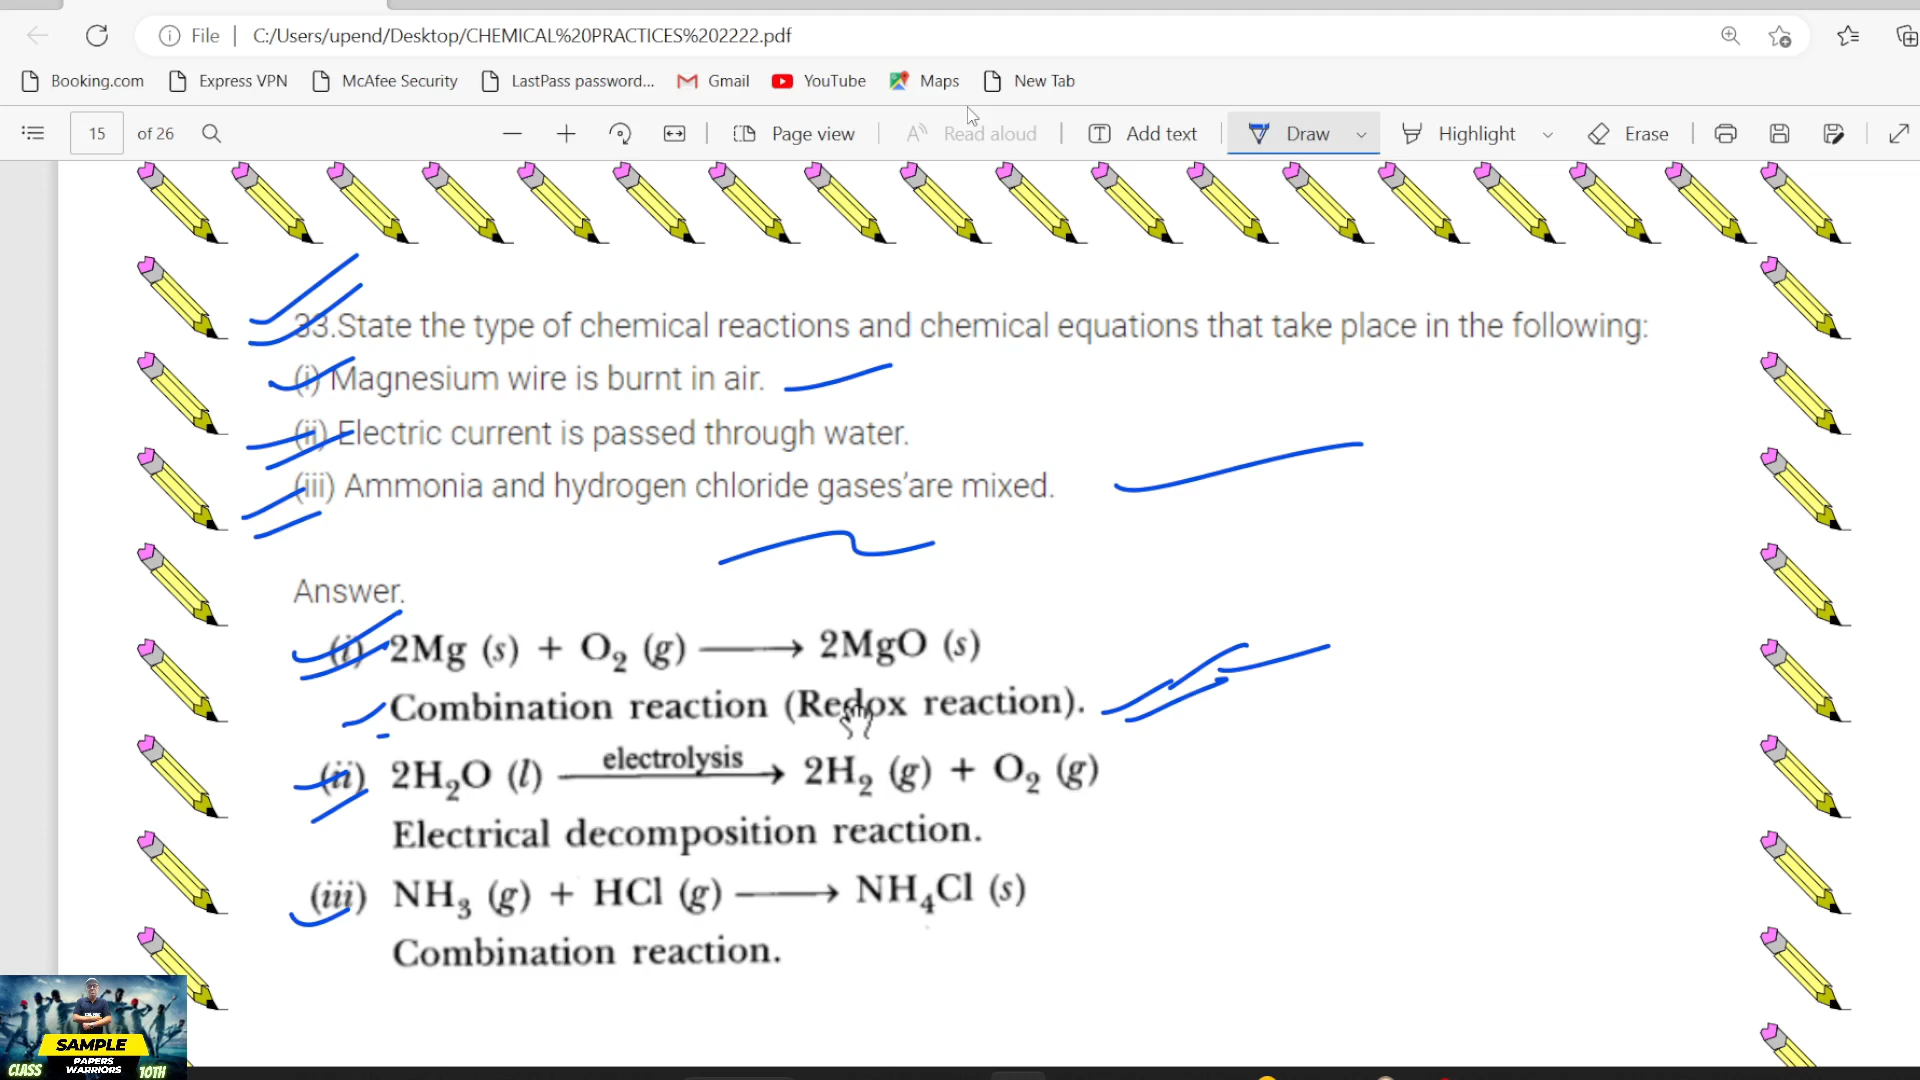 File | C:/Users/upend/Desktop/CHEMICAL%20PRACTICES%202222.pdf
Booking.com Express VPN McAfee Security LastPass password... Gmail YouTube Maps New Tab
15 of 26 Page view Read aloud Add text Draw Highlight Erase
33.State the type of chemical reactions and chemical equations that take place in the following:
(i) Magnesium wire is burnt in air.
(ii) Electric current is passed through water.
(iii) Ammonia and hydrogen chloride gases'are mixed.
Answer.
(i) 2Mg (s) + O₂ (g) ⟶ 2MgO (s)
Combination reaction (Redox reaction).
electrolysis
(ii) 2H₂O (l) ⟶ 2H₂ (g) + O₂ (g)
Electrical decomposition reaction.
(iii) NH₃ (g) + HCl (g) ⟶ NH₄Cl (s)
Combination reaction.
SAMPLE
PAPERS
WARRIORS
CLASS 10TH